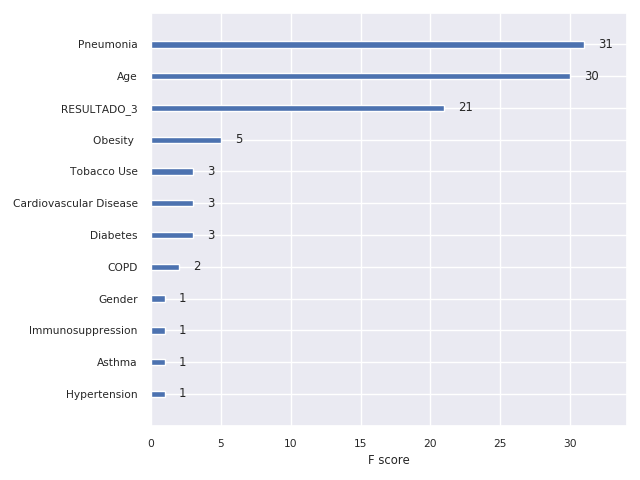 Pneumonia 31
Age 30
RESULTADO_3 21
Obesity 5
Tobacco Use 3
Cardiovascular Disease 3
Diabetes 3
COPD 2
Gender 1
Immunosuppression 1
Asthma 1
Hypertension 1
0 5 10 15 20 25 30
F score